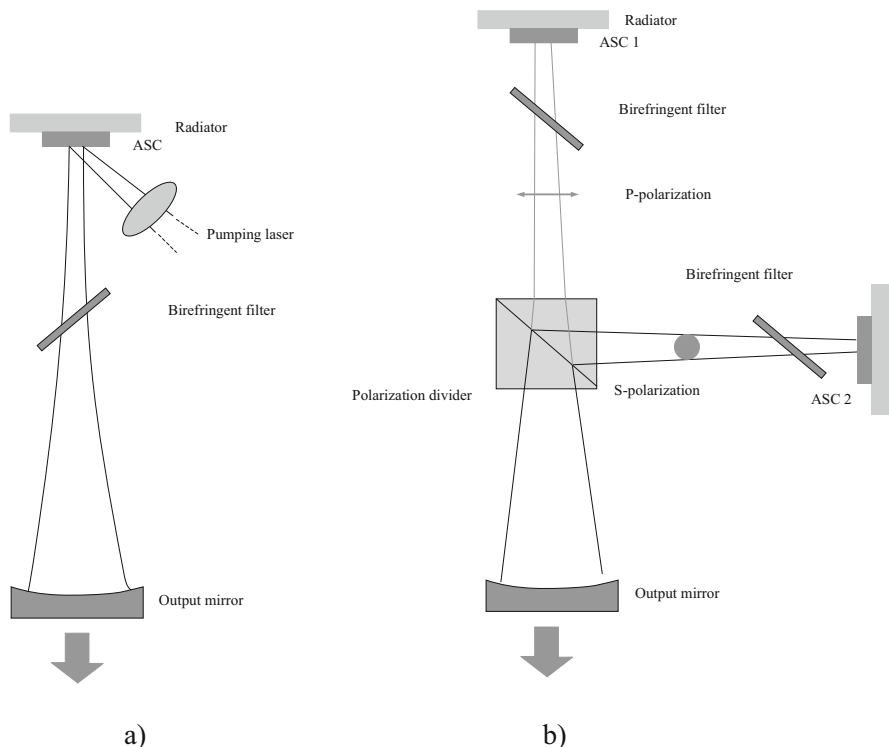 Radiator
ASC
Pumping laser
Birefringent filter
Output mirror
a)
Radiator
ASC 1
Birefringent filter
P-polarization
Birefringent filter
Polarization divider
S-polarization
ASC 2
Output mirror
b)